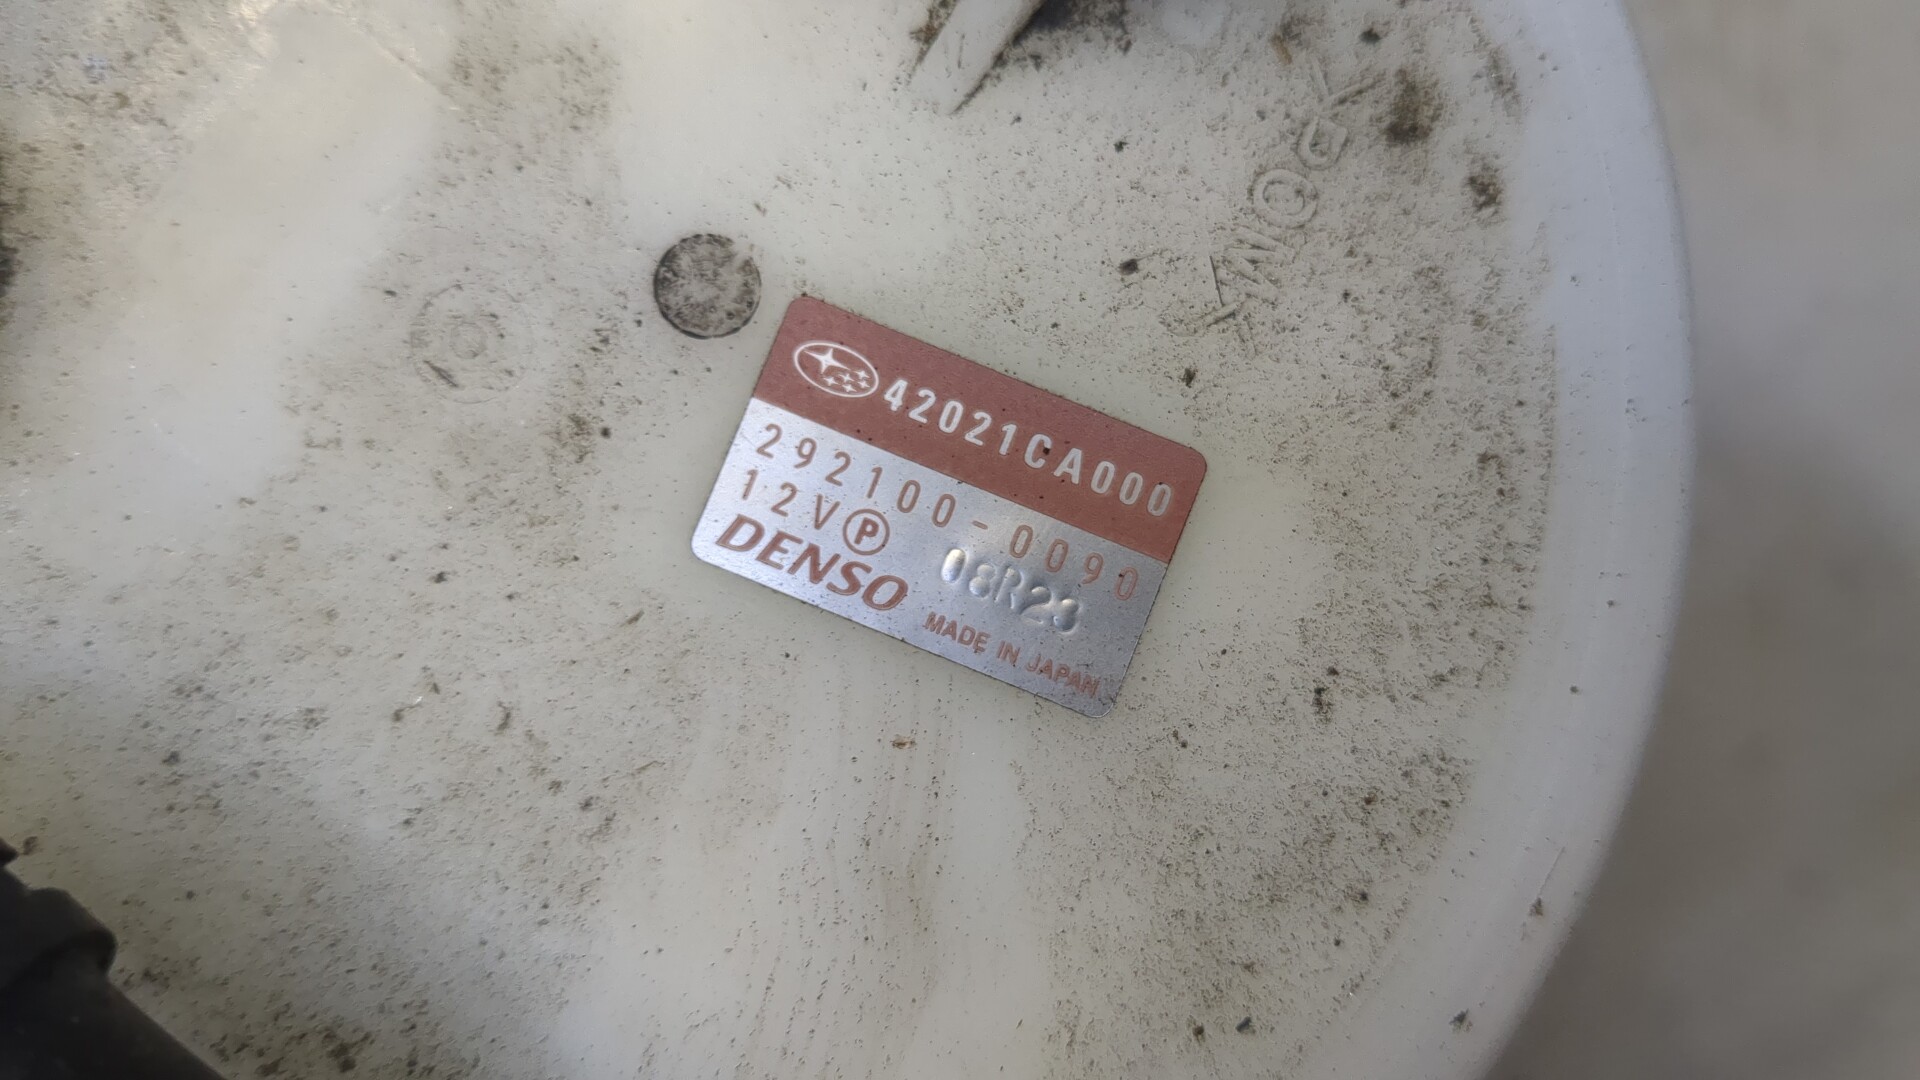 42021CA000
292100-0090
12V Ⓟ
08R23
DENSO
MADE IN JAPAN